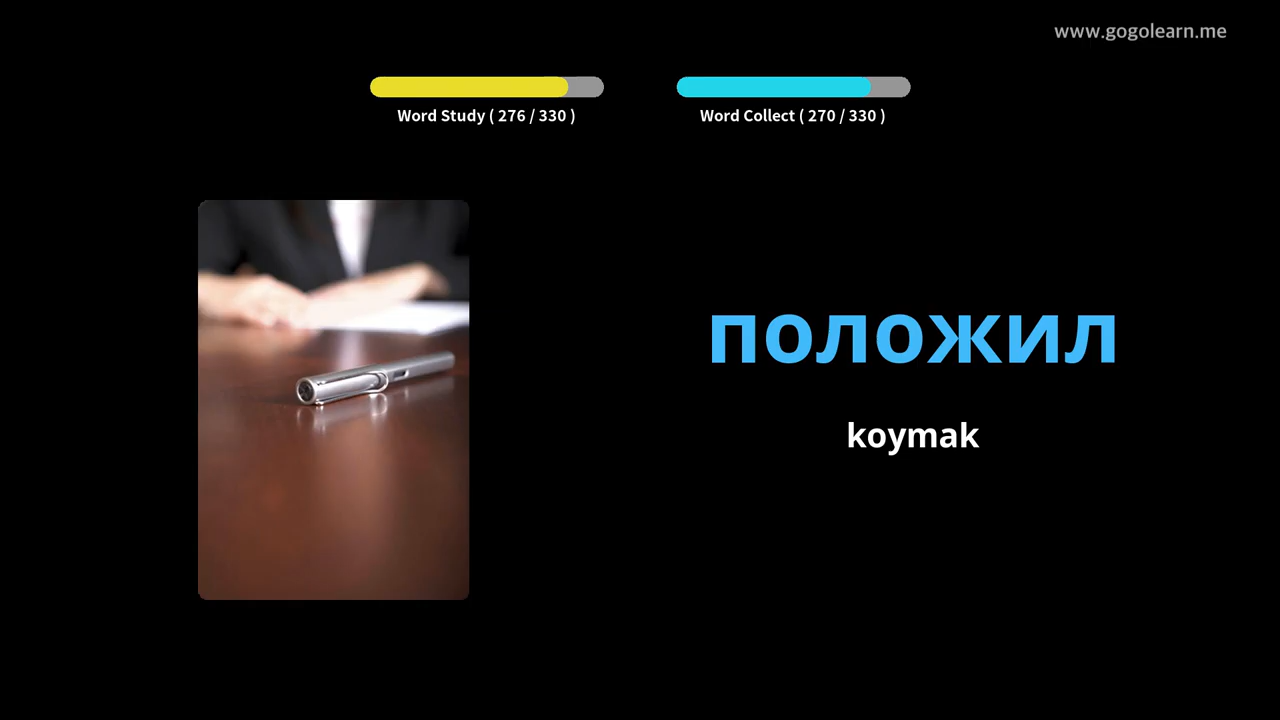 www.gogolearn.me
Word Study ( 276 / 330 )
Word Collect ( 270 / 330 )
положил
koymak